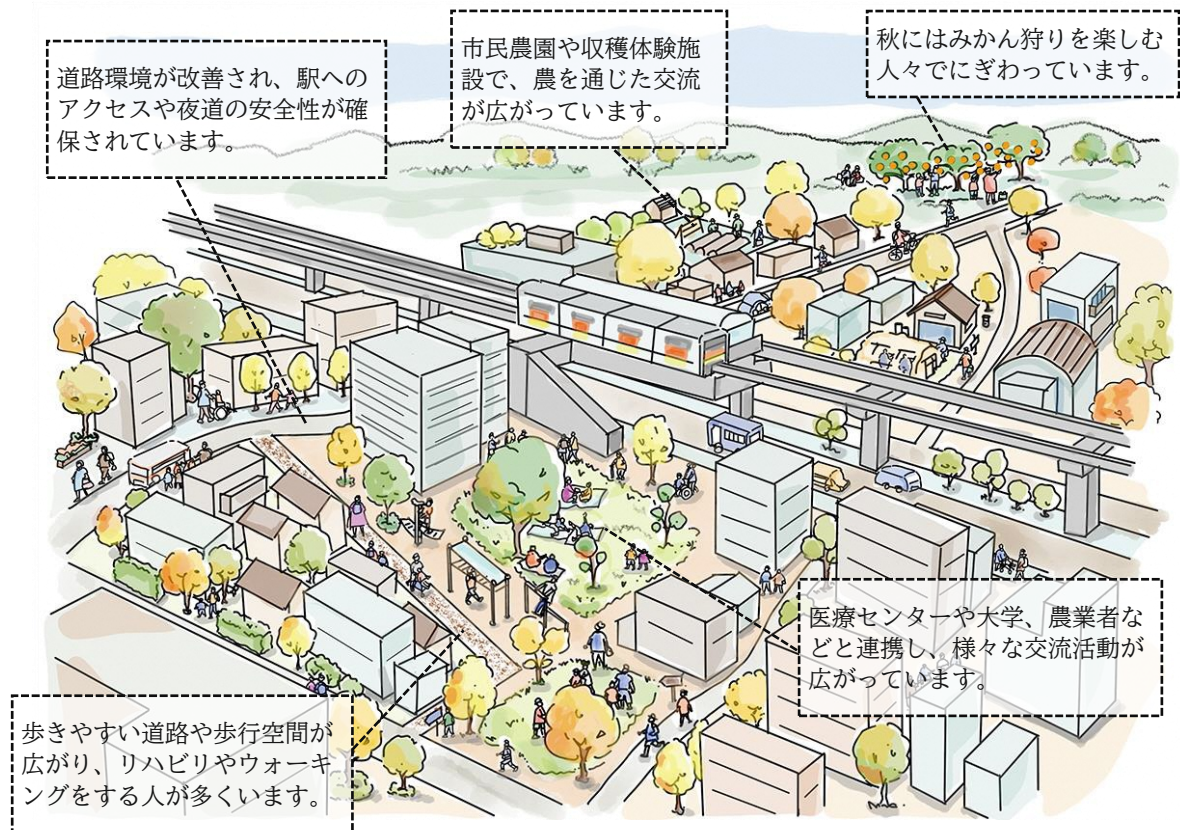 道路環境が改善され、駅への
アクセスや夜道の安全性が確
保されています。
市民農園や収穫体験施
設で、農を通じた交流
が広がっています。
秋にはみかん狩りを楽しむ
人々でにぎわっています。
医療センターや大学、農業者な
どと連携し、様々な交流活動が
広がっています。
歩きやすい道路や歩行空間が
広がり、リハビリやウォーキ
ングをする人が多くいます。